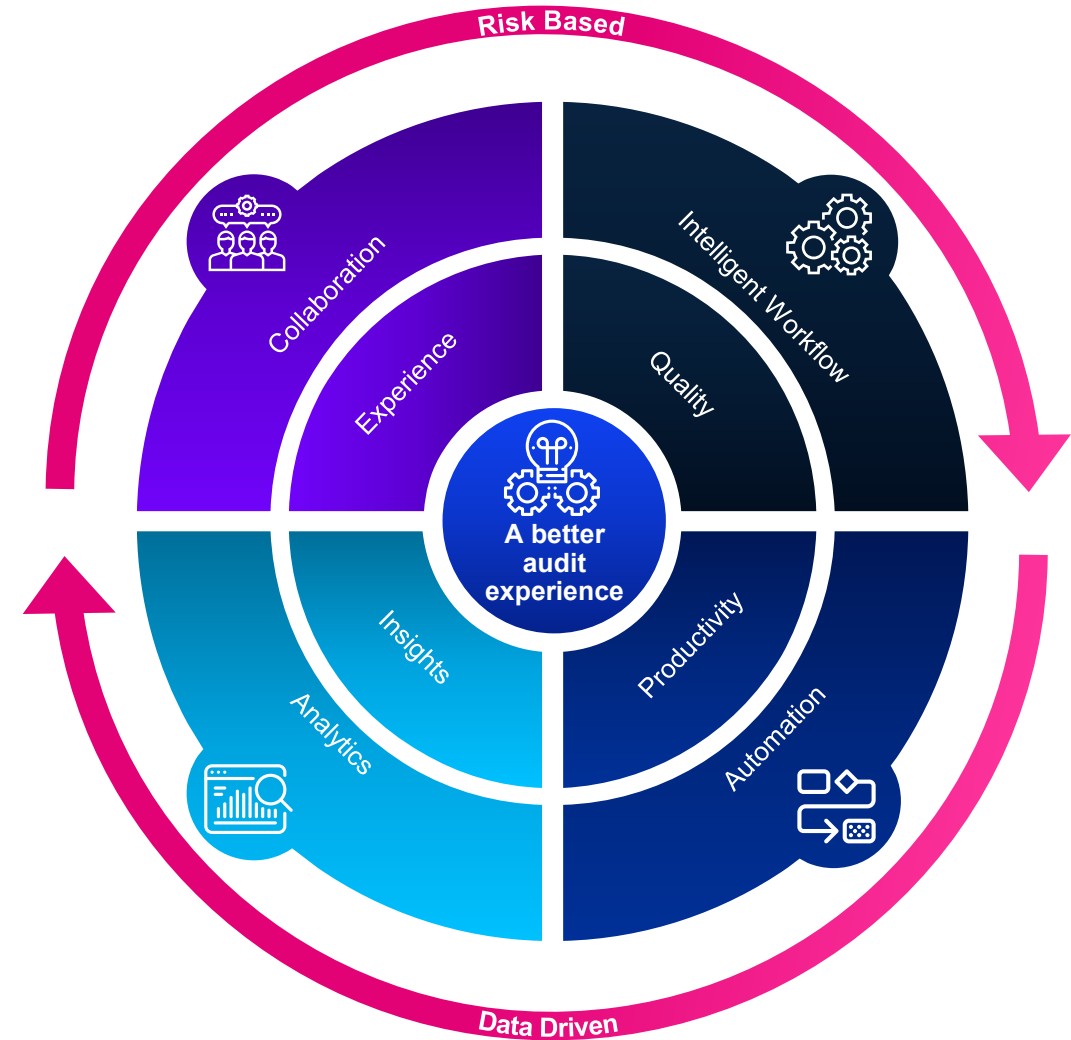 Risk Based
Collaboration
Intelligent Workflow
Experience
Quality
A better
audit
experience
Insights
Productivity
Analytics
Automation
Data Driven